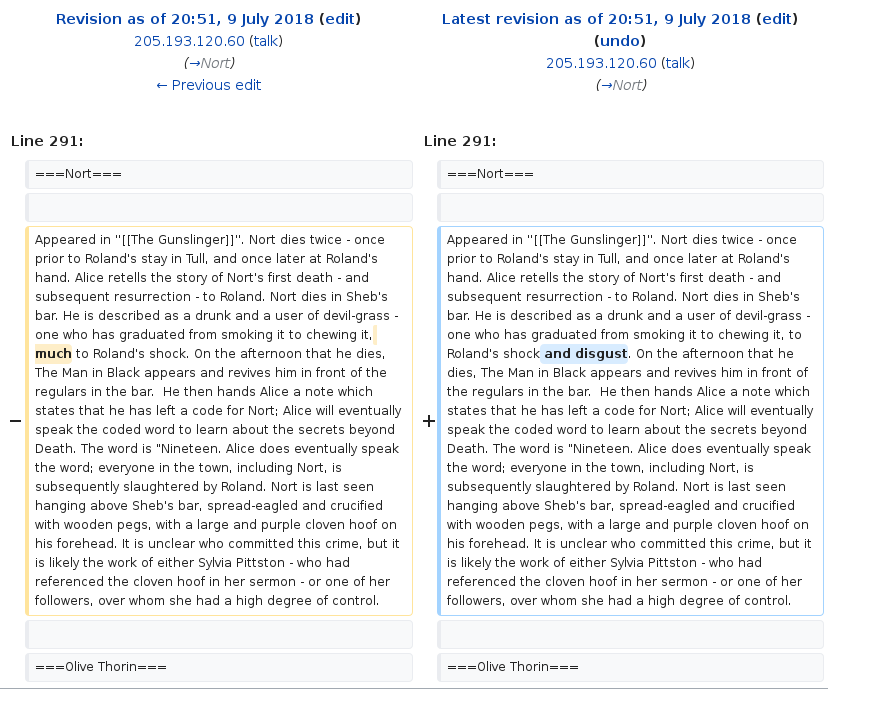 Revision as of 20:51, 9 July 2018 (edit)
205.193.120.60 (talk)
(→Nort)
← Previous edit
Latest revision as of 20:51, 9 July 2018 (edit)
(undo)
205.193.120.60 (talk)
(→Nort)
Line 291:
===Nort===
Appeared in ''[[The Gunslinger]]''. Nort dies twice - once
prior to Roland's stay in Tull, and once later at Roland's
hand. Alice retells the story of Nort's first death - and
subsequent resurrection - to Roland. Nort dies in Sheb's
bar. He is described as a drunk and a user of devil-grass -
one who has graduated from smoking it to chewing it,
much to Roland's shock. On the afternoon that he dies,
The Man in Black appears and revives him in front of the
regulars in the bar.  He then hands Alice a note which
states that he has left a code for Nort; Alice will eventually
speak the coded word to learn about the secrets beyond
Death. The word is "Nineteen. Alice does eventually speak
the word; everyone in the town, including Nort, is
subsequently slaughtered by Roland. Nort is last seen
hanging above Sheb's bar, spread-eagled and crucified
with wooden pegs, with a large and purple cloven hoof on
his forehead. It is unclear who committed this crime, but it
is likely the work of either Sylvia Pittston - who had
referenced the cloven hoof in her sermon - or one of her
followers, over whom she had a high degree of control.
===Olive Thorin===
Line 291:
===Nort===
Appeared in ''[[The Gunslinger]]''. Nort dies twice - once
prior to Roland's stay in Tull, and once later at Roland's
hand. Alice retells the story of Nort's first death - and
subsequent resurrection - to Roland. Nort dies in Sheb's
bar. He is described as a drunk and a user of devil-grass -
one who has graduated from smoking it to chewing it, to
Roland's shock and disgust. On the afternoon that he
dies, The Man in Black appears and revives him in front of
the regulars in the bar.  He then hands Alice a note which
states that he has left a code for Nort; Alice will eventually
speak the coded word to learn about the secrets beyond
Death. The word is "Nineteen. Alice does eventually speak
the word; everyone in the town, including Nort, is
subsequently slaughtered by Roland. Nort is last seen
hanging above Sheb's bar, spread-eagled and crucified
with wooden pegs, with a large and purple cloven hoof on
his forehead. It is unclear who committed this crime, but it
is likely the work of either Sylvia Pittston - who had
referenced the cloven hoof in her sermon - or one of her
followers, over whom she had a high degree of control.
===Olive Thorin===